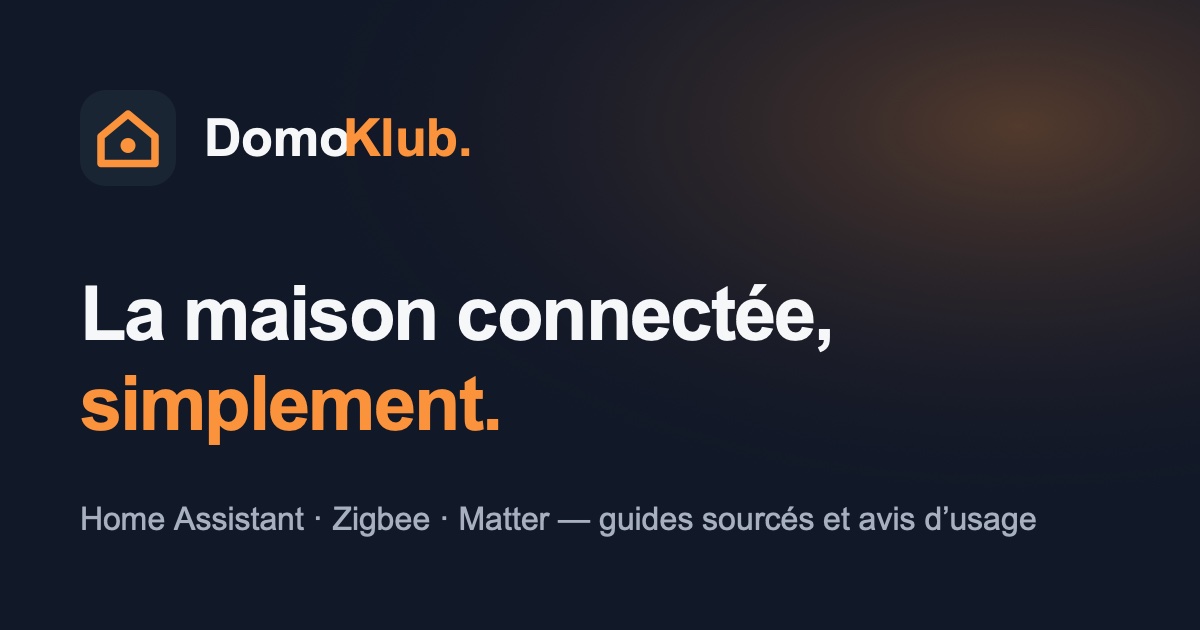 DomoKlub.
La maison connectée,
simplement.
Home Assistant · Zigbee · Matter — guides sourcés et avis d’usage